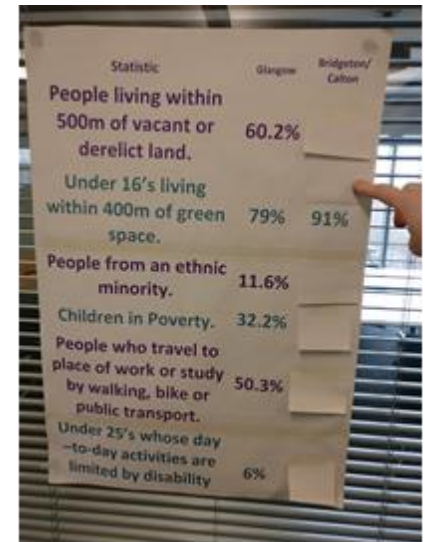 Statistic Glasgow Bridgeton/
Calton
People living within
500m of vacant or
derelict land.
60.2%
Under 16's living
within 400m of green
space.
79% 91%
People from an ethnic
minority.
11.6%
Children in Poverty. 32.2%
People who travel to
place of work or study
by walking, bike or
public transport.
50.3%
Under 25's whose day
–to-day activities are
limited by disability
6%